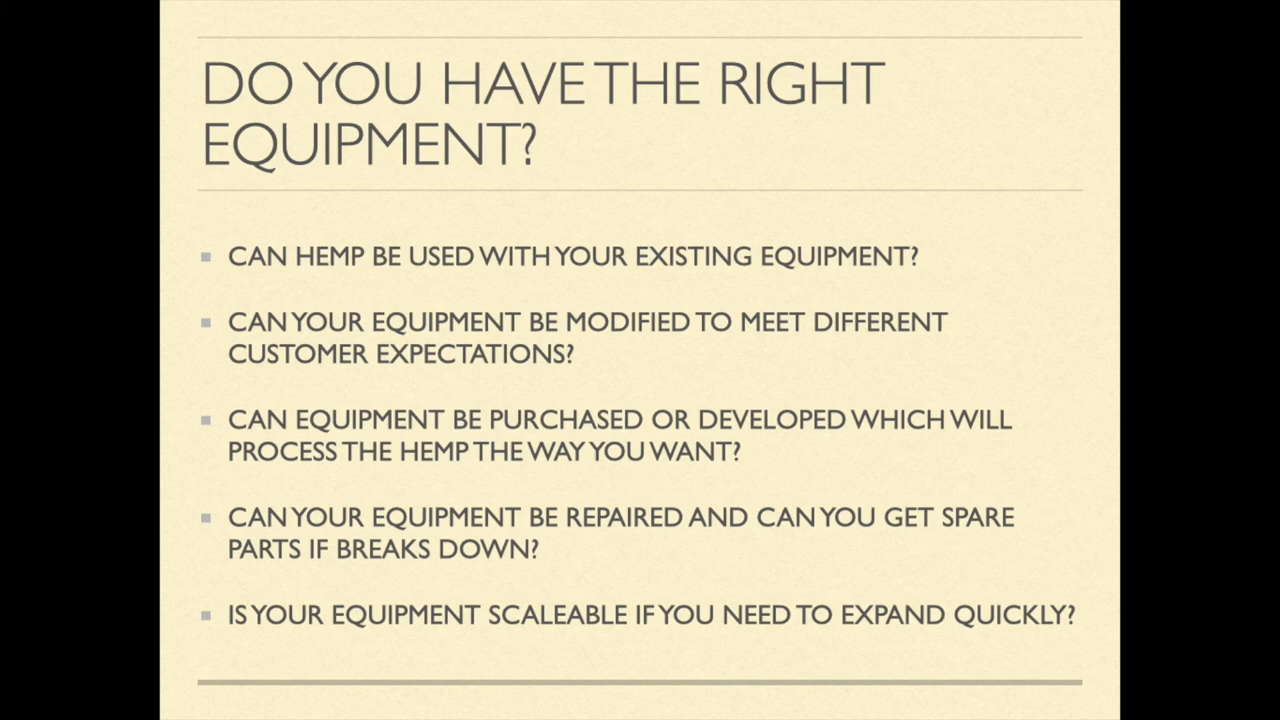 DO YOU HAVE THE RIGHT
EQUIPMENT?
CAN HEMP BE USED WITH YOUR EXISTING EQUIPMENT?
CAN YOUR EQUIPMENT BE MODIFIED TO MEET DIFFERENT
CUSTOMER EXPECTATIONS?
CAN EQUIPMENT BE PURCHASED OR DEVELOPED WHICH WILL
PROCESS THE HEMP THE WAY YOU WANT?
CAN YOUR EQUIPMENT BE REPAIRED AND CAN YOU GET SPARE
PARTS IF BREAKS DOWN?
IS YOUR EQUIPMENT SCALEABLE IF YOU NEED TO EXPAND QUICKLY?